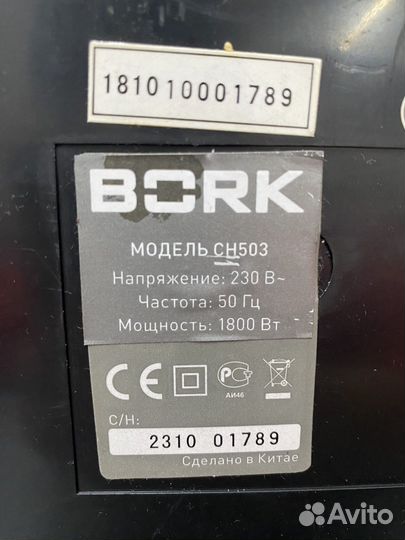 181010001789
BORK
МОДЕЛЬ CH503
Напряжение: 230 В~
Частота: 50 Гц
Мощность: 1800 Вт
CE
АИ46
С/Н:
2310 01789
Сделано в Китае
Avito